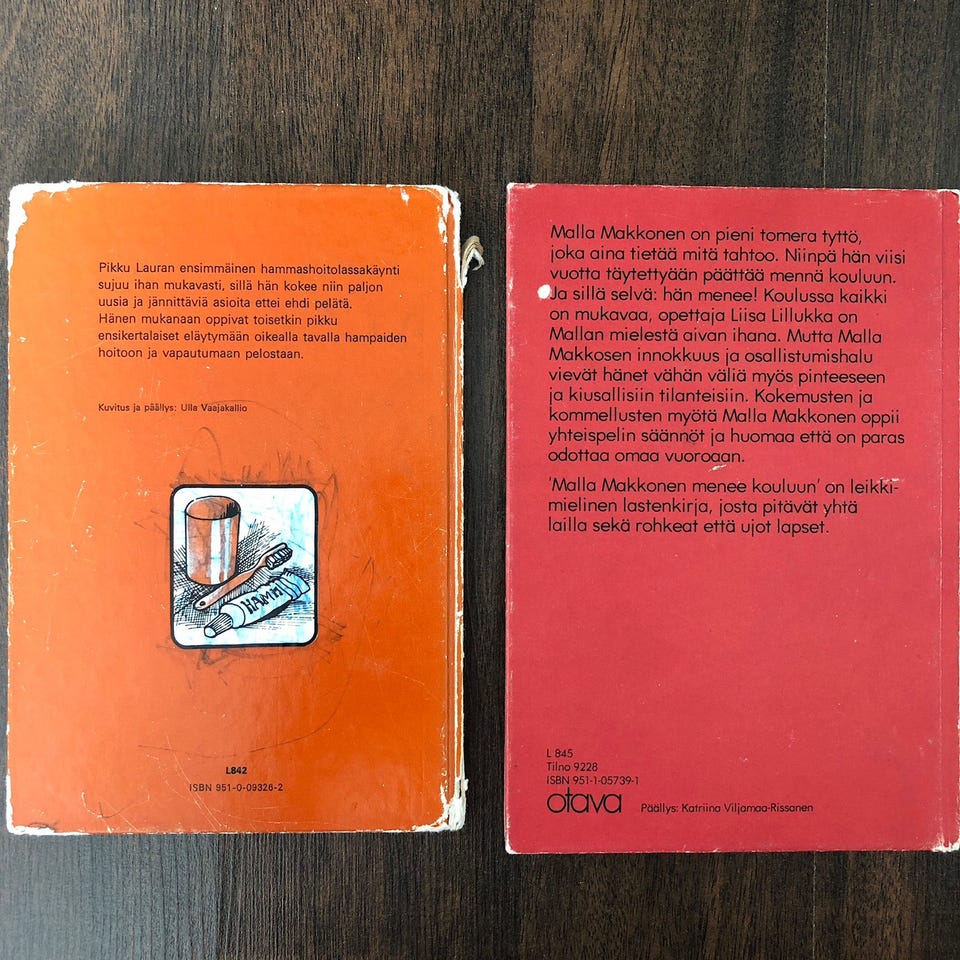 Pikku Lauran ensimmäinen hammashoitolassakäynti
sujuu ihan mukavasti, sillä hän kokee niin paljon
uusia ja jännittäviä asioita ettei ehdi pelätä.
Hänen mukanaan oppivat toisetkin pikku
ensikertalaiset eläytymään oikealla tavalla hampaiden
hoitoon ja vapautumaan pelostaan.
Kuvitus ja päällys: Ulla Vaajakallio
HAMM
L842
ISBN 951-0-09326-2
Malla Makkonen on pieni tomera tyttö,
joka aina tietää mitä tahtoo. Niinpä hän viisi
vuotta täytettyään päättää mennä kouluun.
Ja sillä selvä: hän menee! Koulussa kaikki
on mukavaa, opettaja Liisa Lillukka on
Mallan mielestä aivan ihana. Mutta Malla
Makkosen innokkuus ja osallistumishalu
vievät hänet vähän väliä myös pinteeseen
ja kiusallisiin tilanteisiin. Kokemusten ja
kommellusten myötä Malla Makkonen oppii
yhteispelin säännöt ja huomaa että on paras
odottaa omaa vuoroaan.
'Malla Makkonen menee kouluun' on leikki-
mielinen lastenkirja, josta pitävät yhtä
lailla sekä rohkeat että ujot lapset.
L 845
Tilno 9228
ISBN 951-1-05739-1
otava Päällys: Katriina Viljamaa-Rissanen